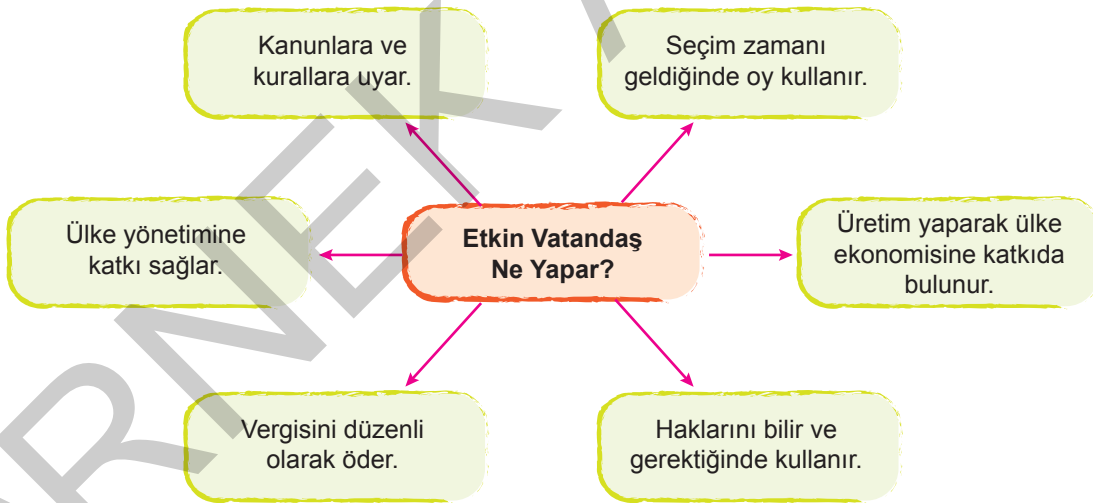 Kanunlara ve
kurallara uyar.
Seçim zamanı
geldiğinde oy kullanır.
Ülke yönetimine
katkı sağlar.
Etkin Vatandaş
Ne Yapar?
Üretim yaparak ülke
ekonomisine katkıda
bulunur.
Vergisini düzenli
olarak öder.
Haklarını bilir ve
gerektiğinde kullanır.